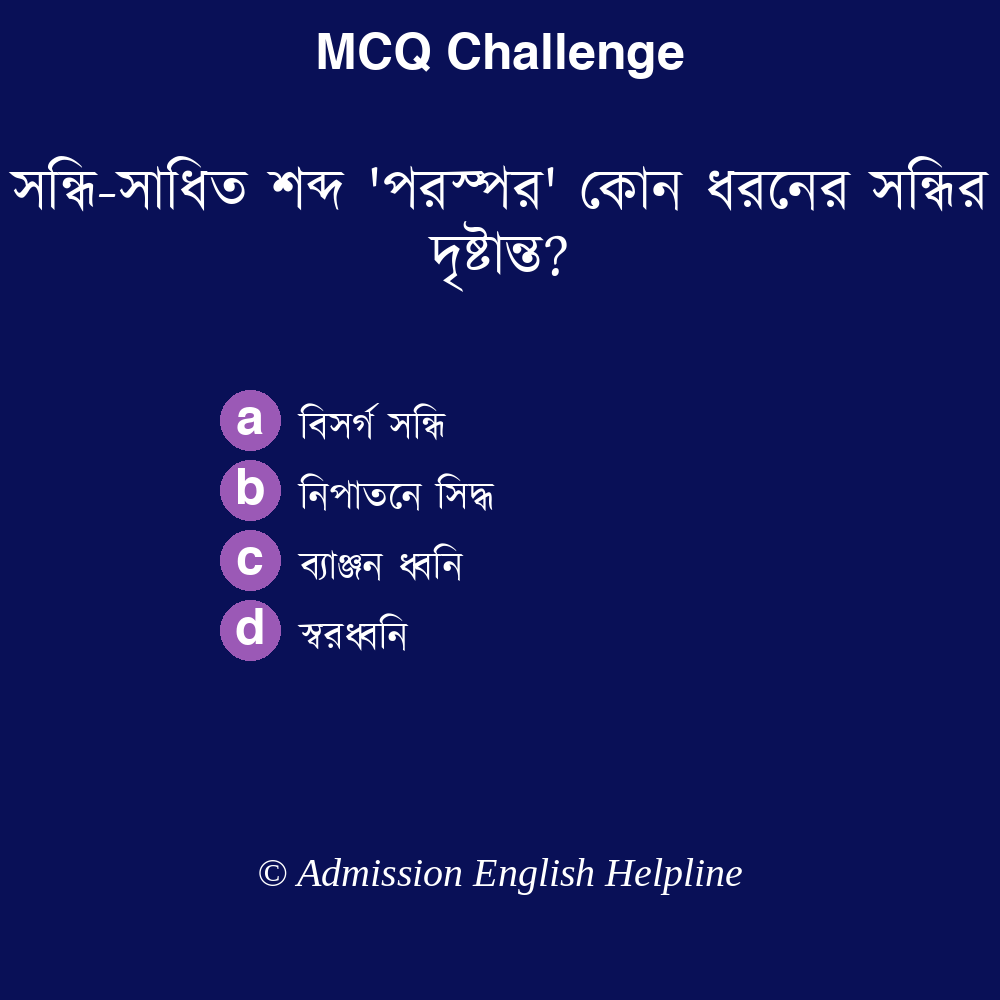 MCQ Challenge
সন্ধি-সাধিত শব্দ 'পরস্পর' কোন ধরনের সন্ধির
দৃষ্টান্ত?
a বিসর্গ সন্ধি
b নিপাতনে সিদ্ধ
c ব্যাঞ্জন ধ্বনি
d স্বরধ্বনি
© Admission English Helpline